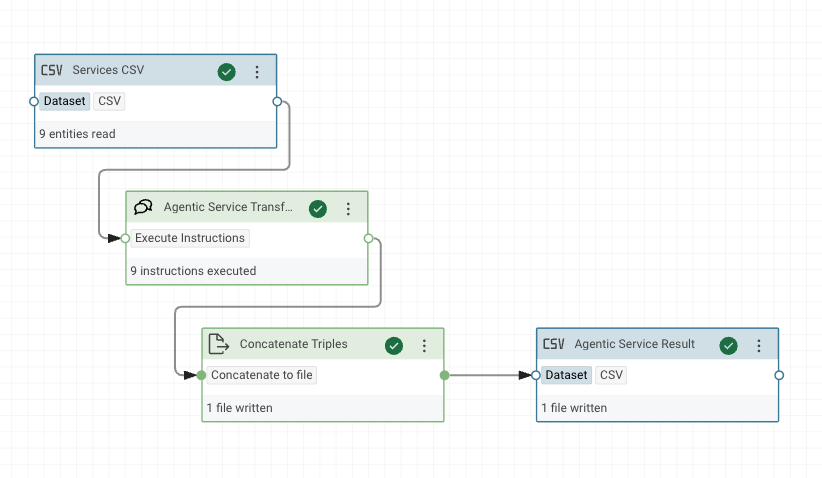 CSV Services CSV
Dataset CSV
9 entities read
Agentic Service Transf...
Execute Instructions
9 instructions executed
Concatenate Triples
Concatenate to file
1 file written
CSV Agentic Service Result
Dataset CSV
1 file written